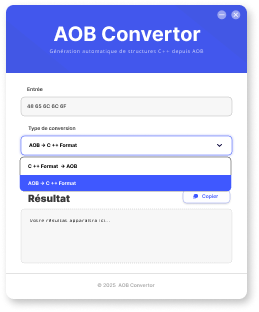 AOB Convertor
Génération automatique de structures C++ depuis AOB
Entrée
48 65 6C 6C 6F
Type de conversion
AOB → C ++ Format
C ++ Format → AOB
AOB → C ++ Format
Résultat
Copier
Votre résultat apparaîtra ici...
© 2025 AOB Convertor